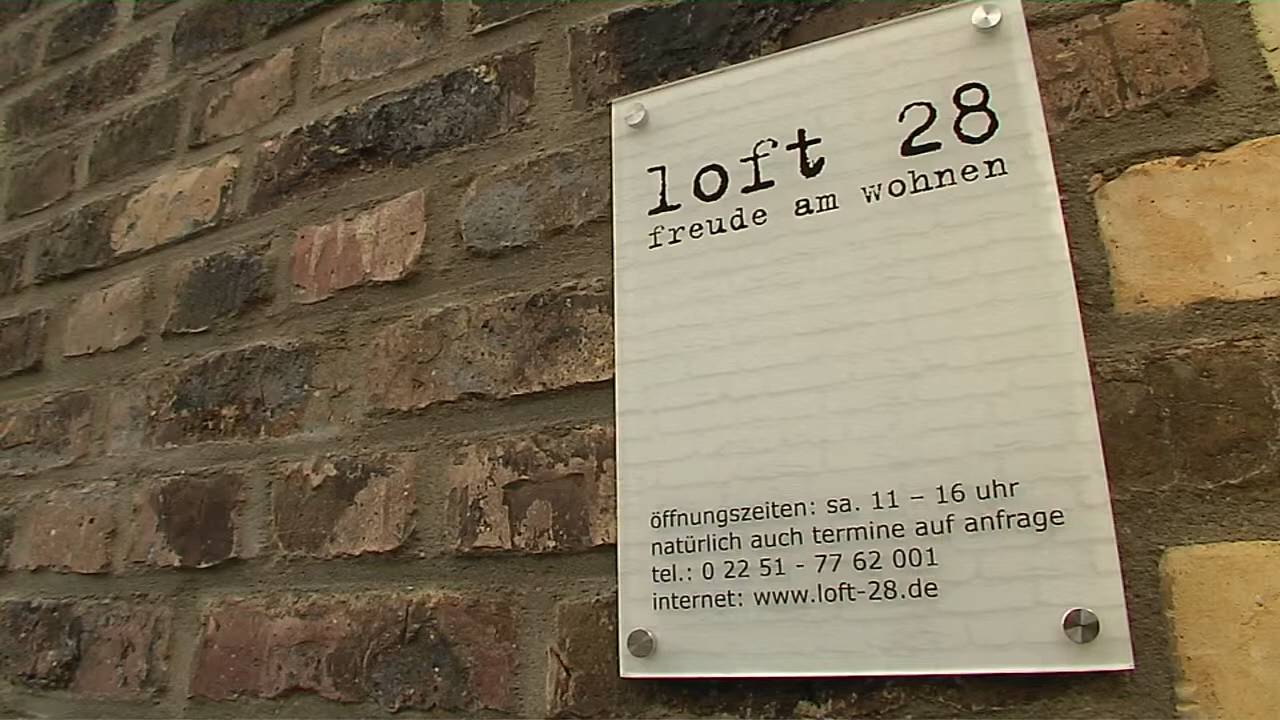 loft 28
freude am wohnen
öffnungszeiten: sa. 11 – 16 uhr
natürlich auch termine auf anfrage
tel.: 0 22 51 - 77 62 001
internet: www.loft-28.de